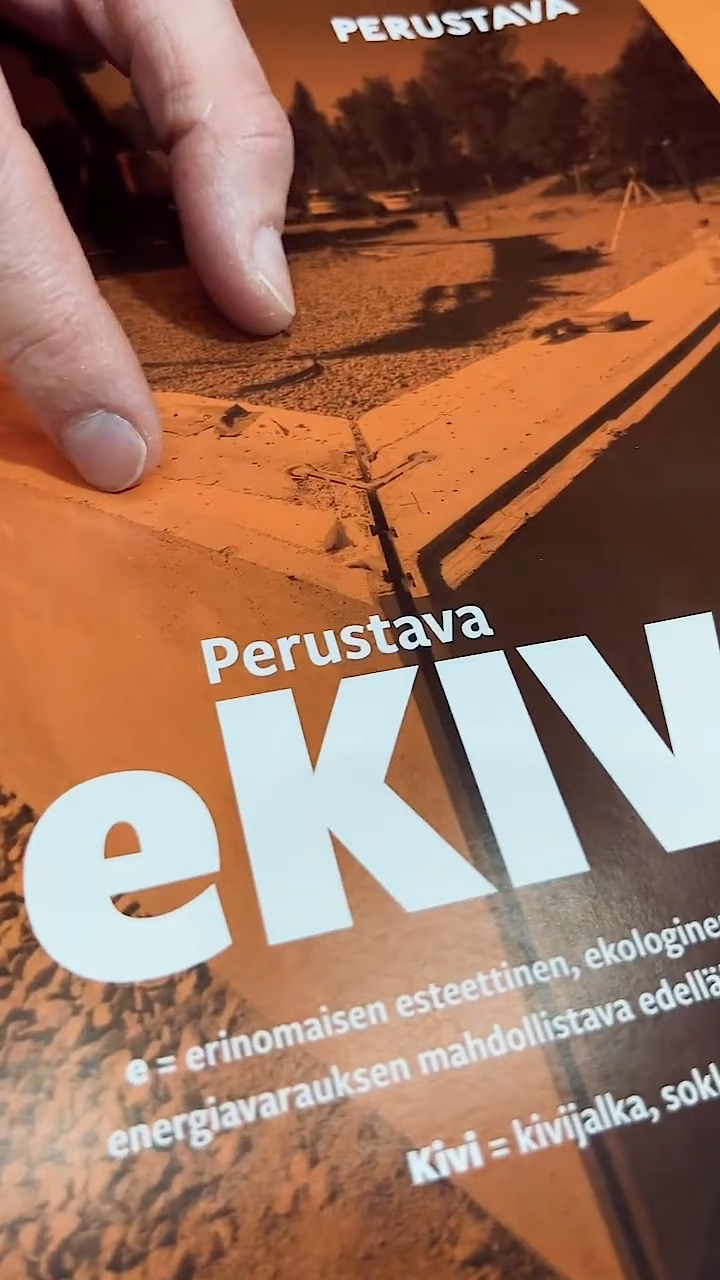 PERUSTAVA
Perustava
eKIV
e = erinomaisen esteettinen, ekologine
energiavarauksen mahdollistava edellä
Kivi = kivijalka, sokl